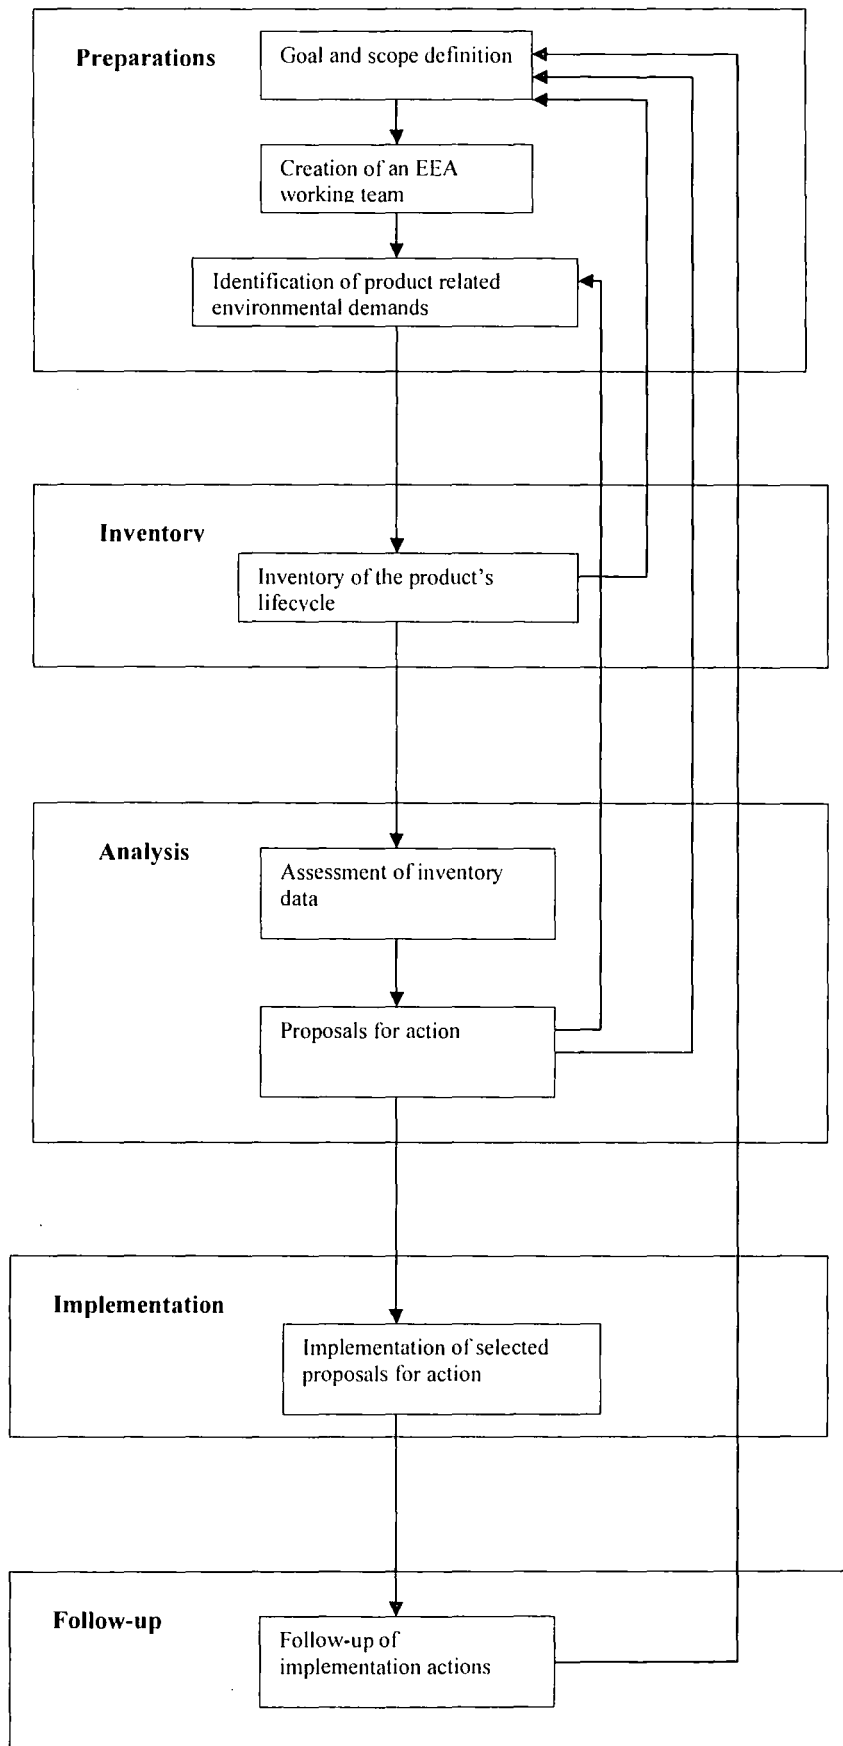 Preparations
Goal and scope definition
Creation of an EEA
working team
Identification of product related
environmental demands
Inventory
Inventory of the product's
lifecycle
Analysis
Assessment of inventory
data
Proposals for action
Implementation
Implementation of selected
proposals for action
Follow-up
Follow-up of
implementation actions